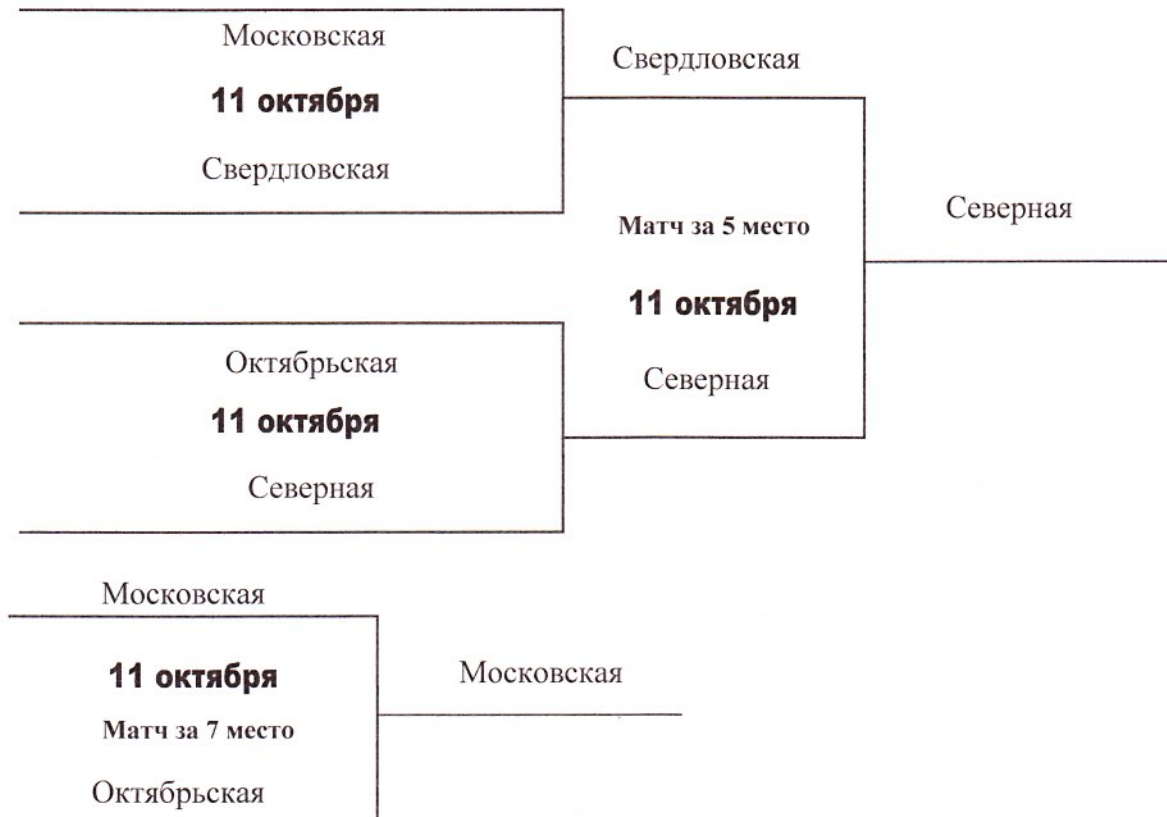 Московская
11 октября
Свердловская
Свердловская
Матч за 5 место
11 октября
Северная
Северная
Октябрьская
11 октября
Северная
Московская
11 октября
Матч за 7 место
Октябрьская
Московская